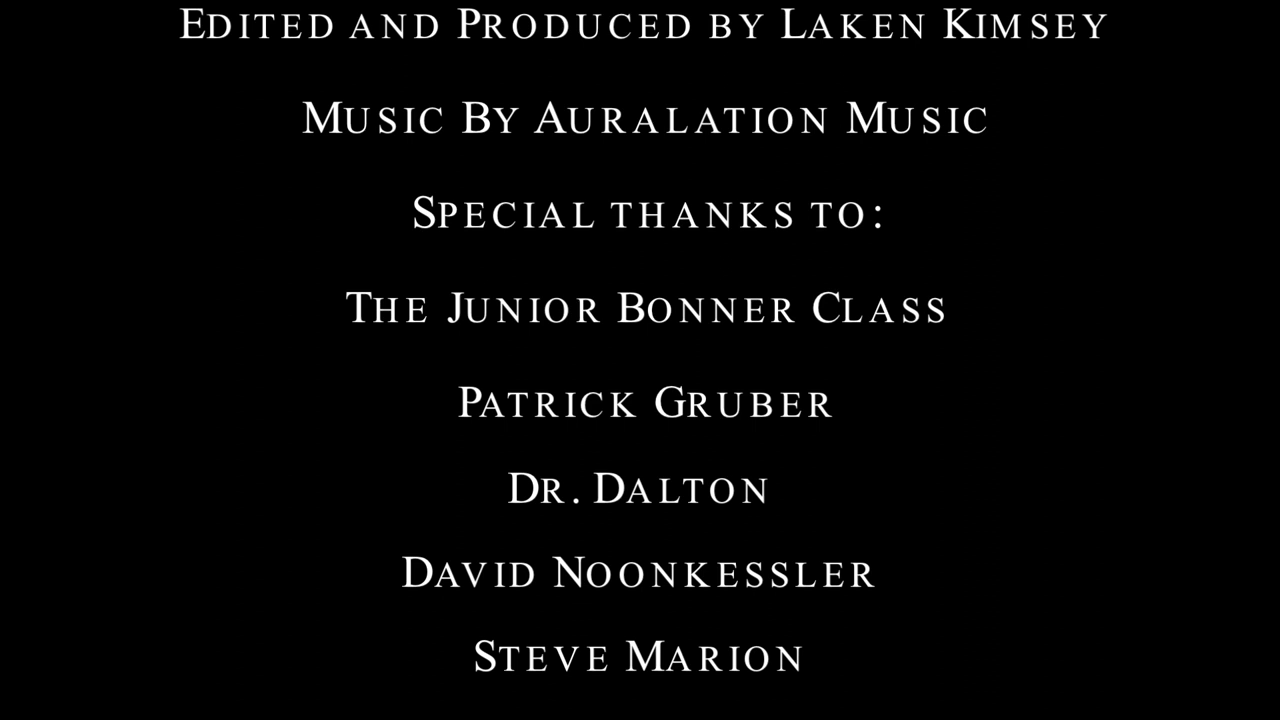 Edited and Produced by Laken Kimsey
Music By Auralation Music
Special thanks to:
The Junior Bonner Class
Patrick Gruber
Dr. Dalton
David Noonkessler
Steve Marion